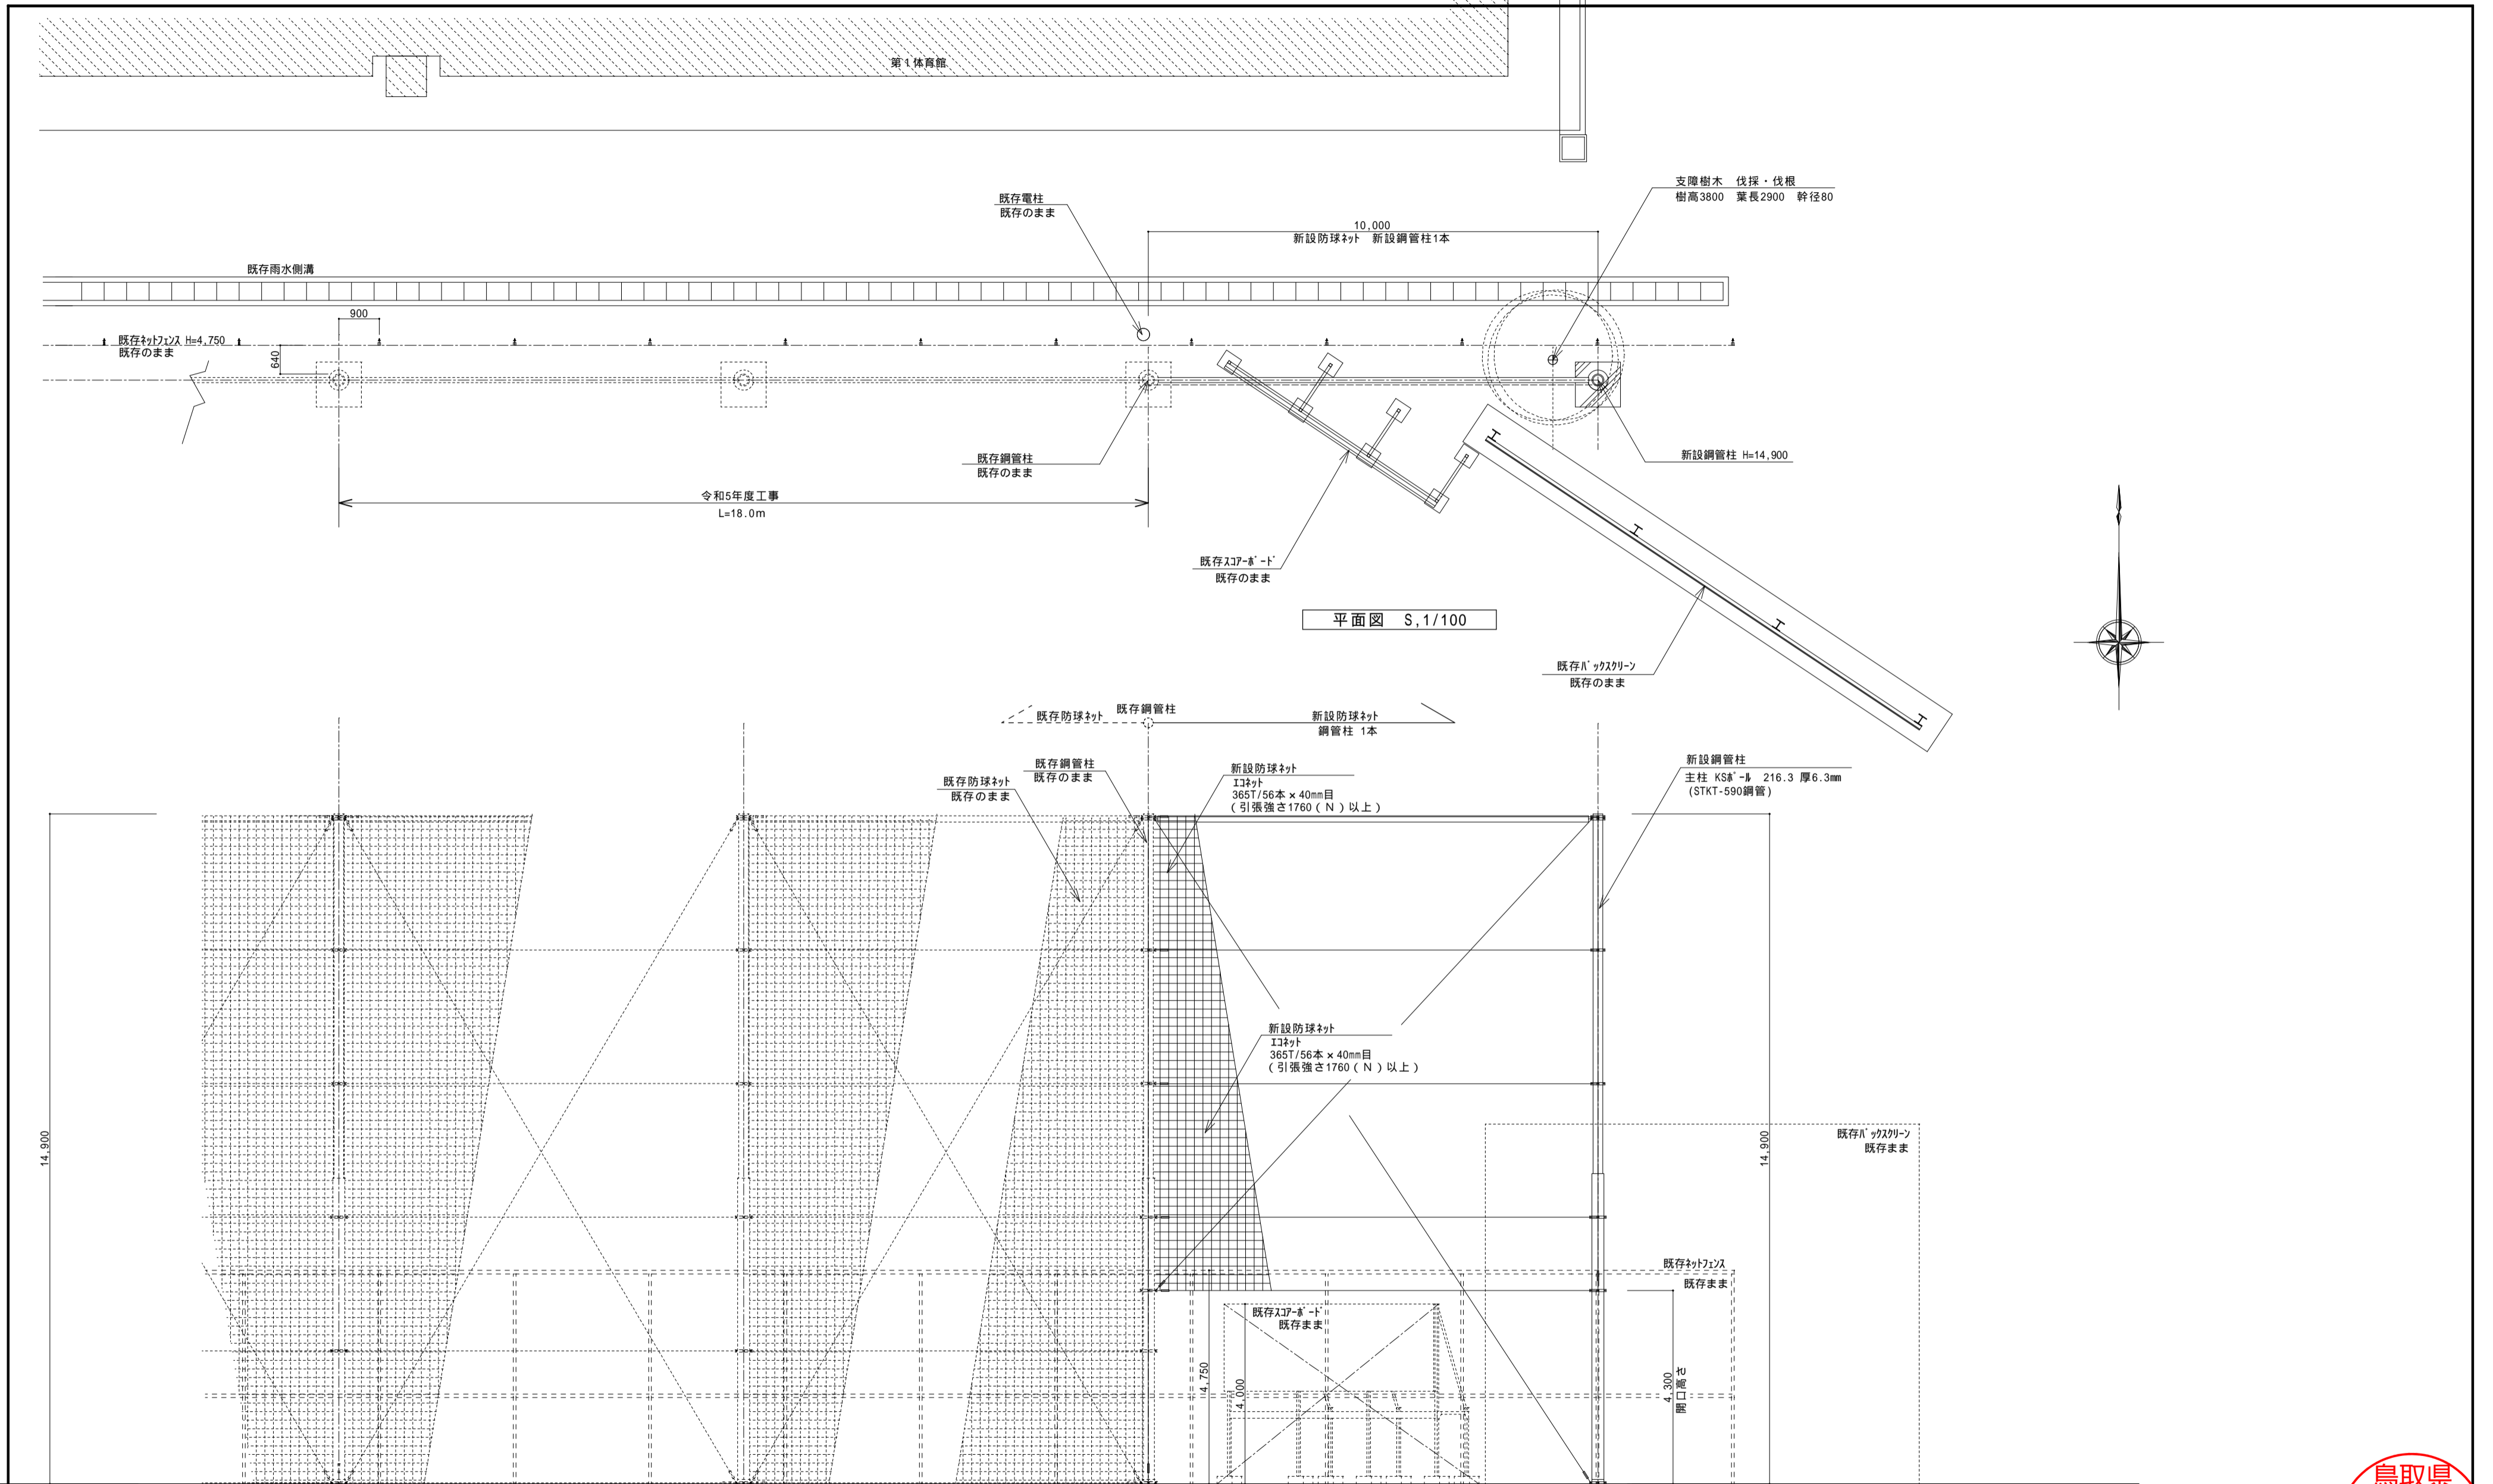 第1体育館
支障樹木　伐採・伐根
樹高3800　葉長2900　幹径80
既存電柱
既存のまま
10,000
新設防球ﾈｯﾄ　新設鋼管柱1本
既存雨水側溝
900
既存ﾈｯﾄﾌｪﾝｽ H=4,750
既存のまま
640
既存鋼管柱
既存のまま
新設鋼管柱 H=14,900
令和5年度工事
L=18.0m
既存ｽｺｱｰﾎﾞｰﾄﾞ
既存のまま
平面図　S,1/100
既存ﾊﾞｯｸｽｸﾘｰﾝ
既存のまま
既存防球ﾈｯﾄ
既存鋼管柱
新設防球ﾈｯﾄ
鋼管柱 1本
既存防球ﾈｯﾄ
既存のまま
既存鋼管柱
既存のまま
新設防球ﾈｯﾄ
ｴｺﾈｯﾄ
365T/56本×40mm目
(引張強さ1760(N)以上)
新設鋼管柱
主柱 KSﾎﾟｰﾙ 216.3 厚6.3mm
(STKT-590鋼管)
新設防球ﾈｯﾄ
ｴｺﾈｯﾄ
365T/56本×40mm目
(引張強さ1760(N)以上)
14,900
14,900
既存ﾊﾞｯｸｽｸﾘｰﾝ
既存まま
既存ﾈｯﾄﾌｪﾝｽ
既存まま
既存ｽｺｱｰﾎﾞｰﾄﾞ
既存まま
4,750
4,000
4,300
開口高さ
鳥取県